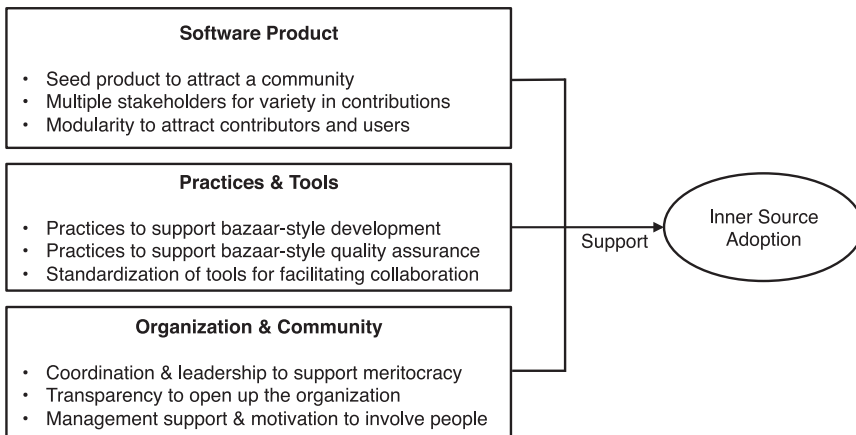 Software Product
• Seed product to attract a community
• Multiple stakeholders for variety in contributions
• Modularity to attract contributors and users
Practices & Tools
• Practices to support bazaar-style development
• Practices to support bazaar-style quality assurance
• Standardization of tools for facilitating collaboration
Organization & Community
• Coordination & leadership to support meritocracy
• Transparency to open up the organization
• Management support & motivation to involve people
Support
Inner Source
Adoption